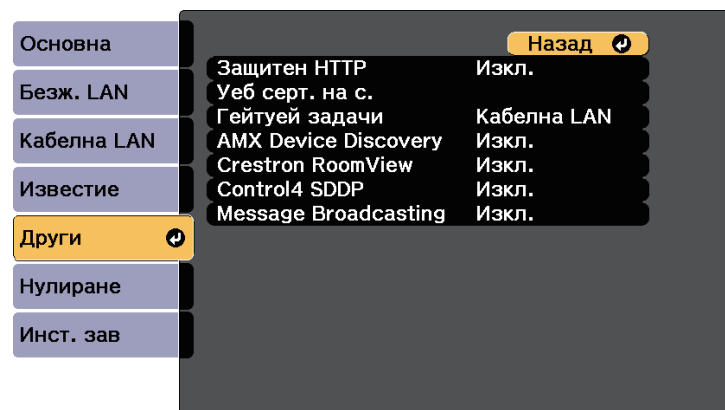 Основна
Безж. LAN
Кабелна LAN
Известие
Други
Нулиране
Инст. зав
Назад
Защитен HTTP Изкл.
Уеб серт. на с.
Гейтуей задачи Кабелна LAN
AMX Device Discovery Изкл.
Crestron RoomView Изкл.
Control4 SDDP Изкл.
Message Broadcasting Изкл.